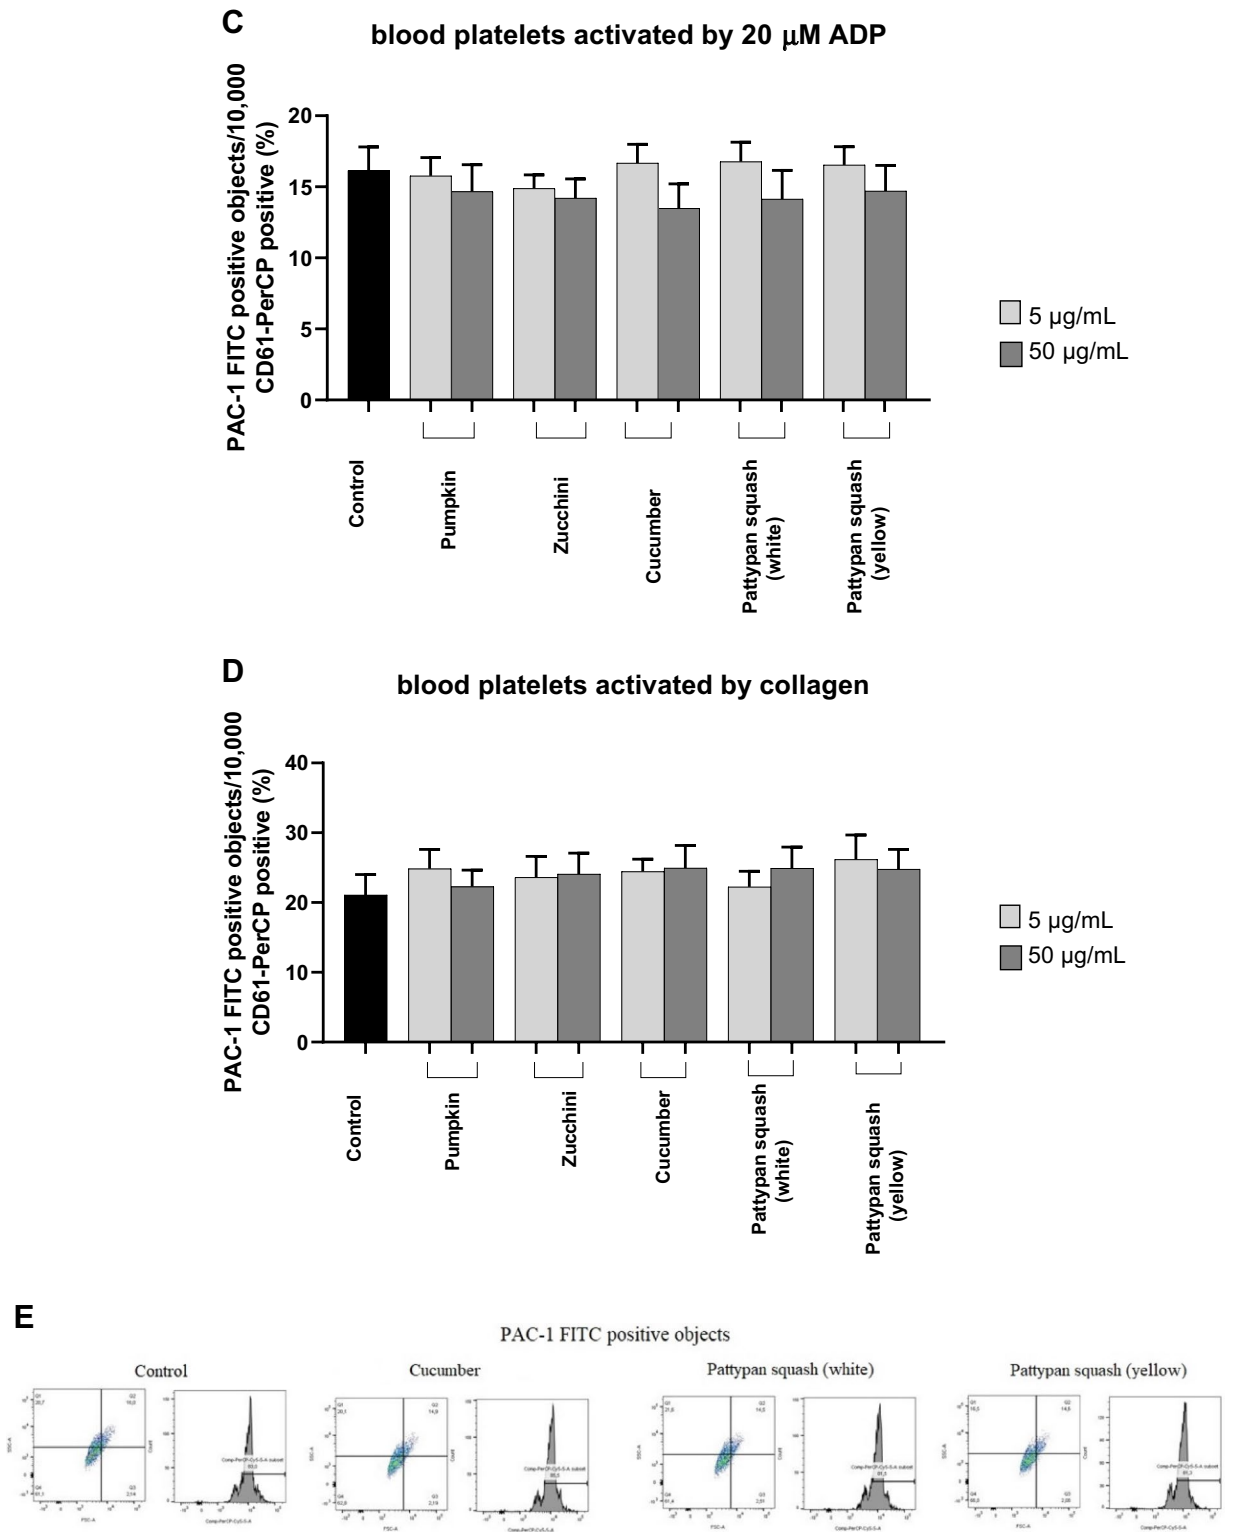 C
blood platelets activated by 20 μM ADP
PAC-1 FITC positive objects/10,000
CD61-PerCP positive (%)
20
15
10
5
0
5 µg/mL
50 µg/mL
Control
Pumpkin
Zucchini
Cucumber
Pattypan squash
(white)
Pattypan squash
(yellow)
D
blood platelets activated by collagen
PAC-1 FITC positive objects/10,000
CD61-PerCP positive (%)
40
30
20
10
0
5 µg/mL
50 µg/mL
Control
Pumpkin
Zucchini
Cucumber
Pattypan squash
(white)
Pattypan squash
(yellow)
E
PAC-1 FITC positive objects
Control
Cucumber
Pattypan squash (white)
Pattypan squash (yellow)